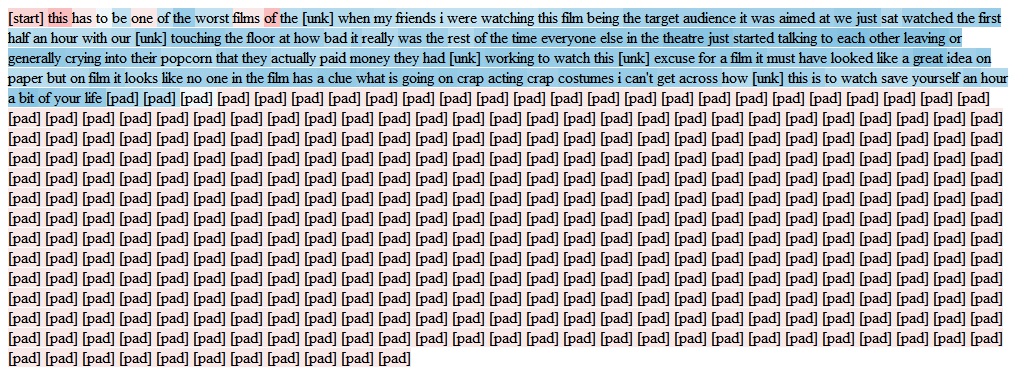 [start] this has to be one of the worst films of the [unk] when my friends i were watching this film being the target audience it was aimed at we just sat watched the first
half an hour with our [unk] touching the floor at how bad it really was the rest of the time everyone else in the theatre just started talking to each other leaving or
generally crying into their popcorn that they actually paid money they had [unk] working to watch this [unk] excuse for a film it must have looked like a great idea on
paper but on film it looks like no one in the film has a clue what is going on crap acting crap costumes i can't get across how [unk] this is to watch save yourself an hour
a bit of your life [pad] [pad] [pad] [pad] [pad] [pad] [pad] [pad] [pad] [pad] [pad] [pad] [pad] [pad] [pad] [pad] [pad] [pad] [pad] [pad] [pad] [pad] [pad] [pad]
[pad] [pad] [pad] [pad] [pad] [pad] [pad] [pad] [pad] [pad] [pad] [pad] [pad] [pad] [pad] [pad] [pad] [pad] [pad] [pad] [pad] [pad] [pad] [pad] [pad] [pad] [pad]
[pad] [pad] [pad] [pad] [pad] [pad] [pad] [pad] [pad] [pad] [pad] [pad] [pad] [pad] [pad] [pad] [pad] [pad] [pad] [pad] [pad] [pad] [pad] [pad] [pad] [pad] [pad]
[pad] [pad] [pad] [pad] [pad] [pad] [pad] [pad] [pad] [pad] [pad] [pad] [pad] [pad] [pad] [pad] [pad] [pad] [pad] [pad] [pad] [pad] [pad] [pad] [pad] [pad] [pad]
[pad] [pad] [pad] [pad] [pad] [pad] [pad] [pad] [pad] [pad] [pad] [pad] [pad] [pad] [pad] [pad] [pad] [pad] [pad] [pad] [pad] [pad] [pad] [pad] [pad] [pad] [pad]
[pad] [pad] [pad] [pad] [pad] [pad] [pad] [pad] [pad] [pad] [pad] [pad] [pad] [pad] [pad] [pad] [pad] [pad] [pad] [pad] [pad] [pad] [pad] [pad] [pad] [pad] [pad]
[pad] [pad] [pad] [pad] [pad] [pad] [pad] [pad] [pad] [pad] [pad] [pad] [pad] [pad] [pad] [pad] [pad] [pad] [pad] [pad] [pad] [pad] [pad] [pad] [pad] [pad] [pad]
[pad] [pad] [pad] [pad] [pad] [pad] [pad] [pad] [pad] [pad] [pad] [pad] [pad] [pad] [pad] [pad] [pad] [pad] [pad] [pad] [pad] [pad] [pad] [pad] [pad] [pad] [pad]
[pad] [pad] [pad] [pad] [pad] [pad] [pad] [pad] [pad] [pad] [pad] [pad] [pad] [pad] [pad] [pad] [pad] [pad] [pad] [pad] [pad] [pad] [pad] [pad] [pad] [pad] [pad]
[pad] [pad] [pad] [pad] [pad] [pad] [pad] [pad] [pad] [pad] [pad] [pad] [pad] [pad] [pad] [pad] [pad] [pad] [pad] [pad] [pad] [pad] [pad] [pad] [pad] [pad] [pad]
[pad] [pad] [pad] [pad] [pad] [pad] [pad] [pad] [pad] [pad] [pad] [pad] [pad] [pad] [pad] [pad] [pad] [pad] [pad] [pad] [pad] [pad] [pad] [pad] [pad] [pad] [pad]
[pad] [pad] [pad] [pad] [pad] [pad] [pad] [pad] [pad] [pad] [pad] [pad] [pad] [pad] [pad] [pad] [pad] [pad] [pad] [pad] [pad] [pad] [pad] [pad] [pad] [pad] [pad]
[pad] [pad] [pad] [pad] [pad] [pad] [pad] [pad] [pad] [pad] [pad] [pad] [pad] [pad] [pad] [pad] [pad] [pad] [pad] [pad] [pad] [pad] [pad] [pad] [pad] [pad] [pad]
[pad] [pad] [pad] [pad] [pad] [pad] [pad] [pad] [pad] [pad] [pad]